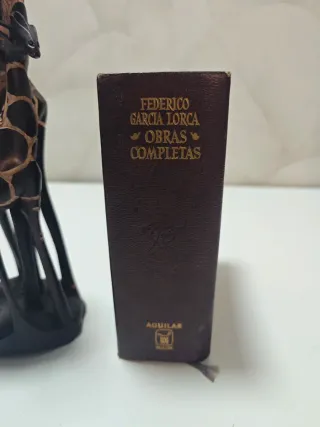 FEDERICO
GARCIA LORCA
OBRAS
COMPLETAS
AGUILAR